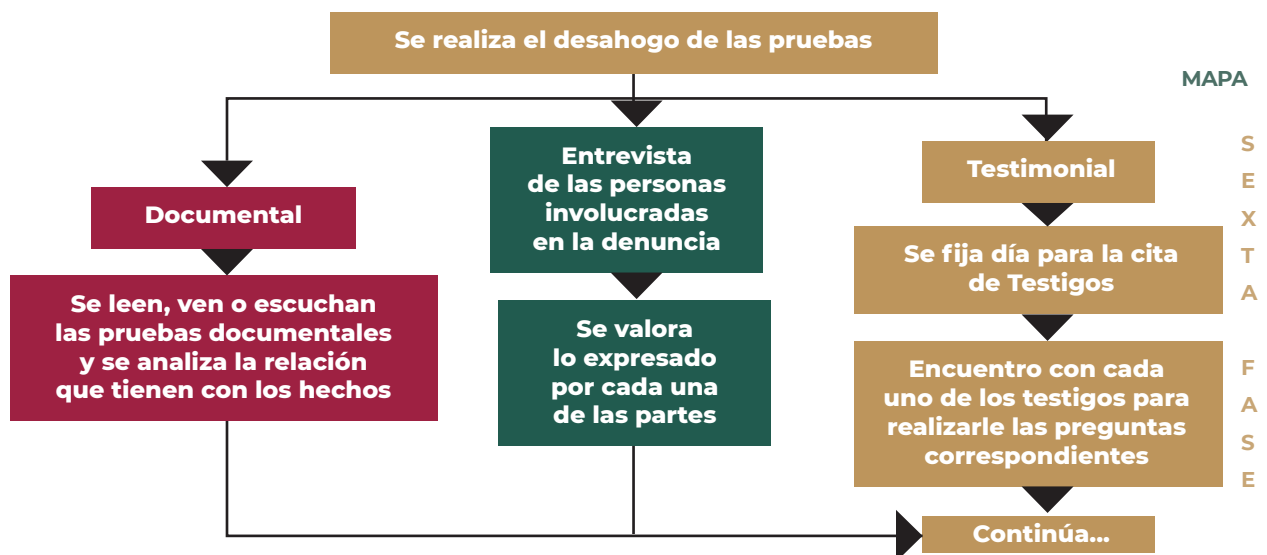 Se realiza el desahogo de las pruebas
MAPA
SEXTA
FASE
Documental
Se leen, ven o escuchan
las pruebas documentales
y se analiza la relación
que tienen con los hechos
Entrevista
de las personas
involucradas
en la denuncia
Se valora
lo expresado
por cada una
de las partes
Testimonial
Se fija día para la cita
de Testigos
Encuentro con cada
uno de los testigos para
realizarle las preguntas
correspondientes
Continúa...